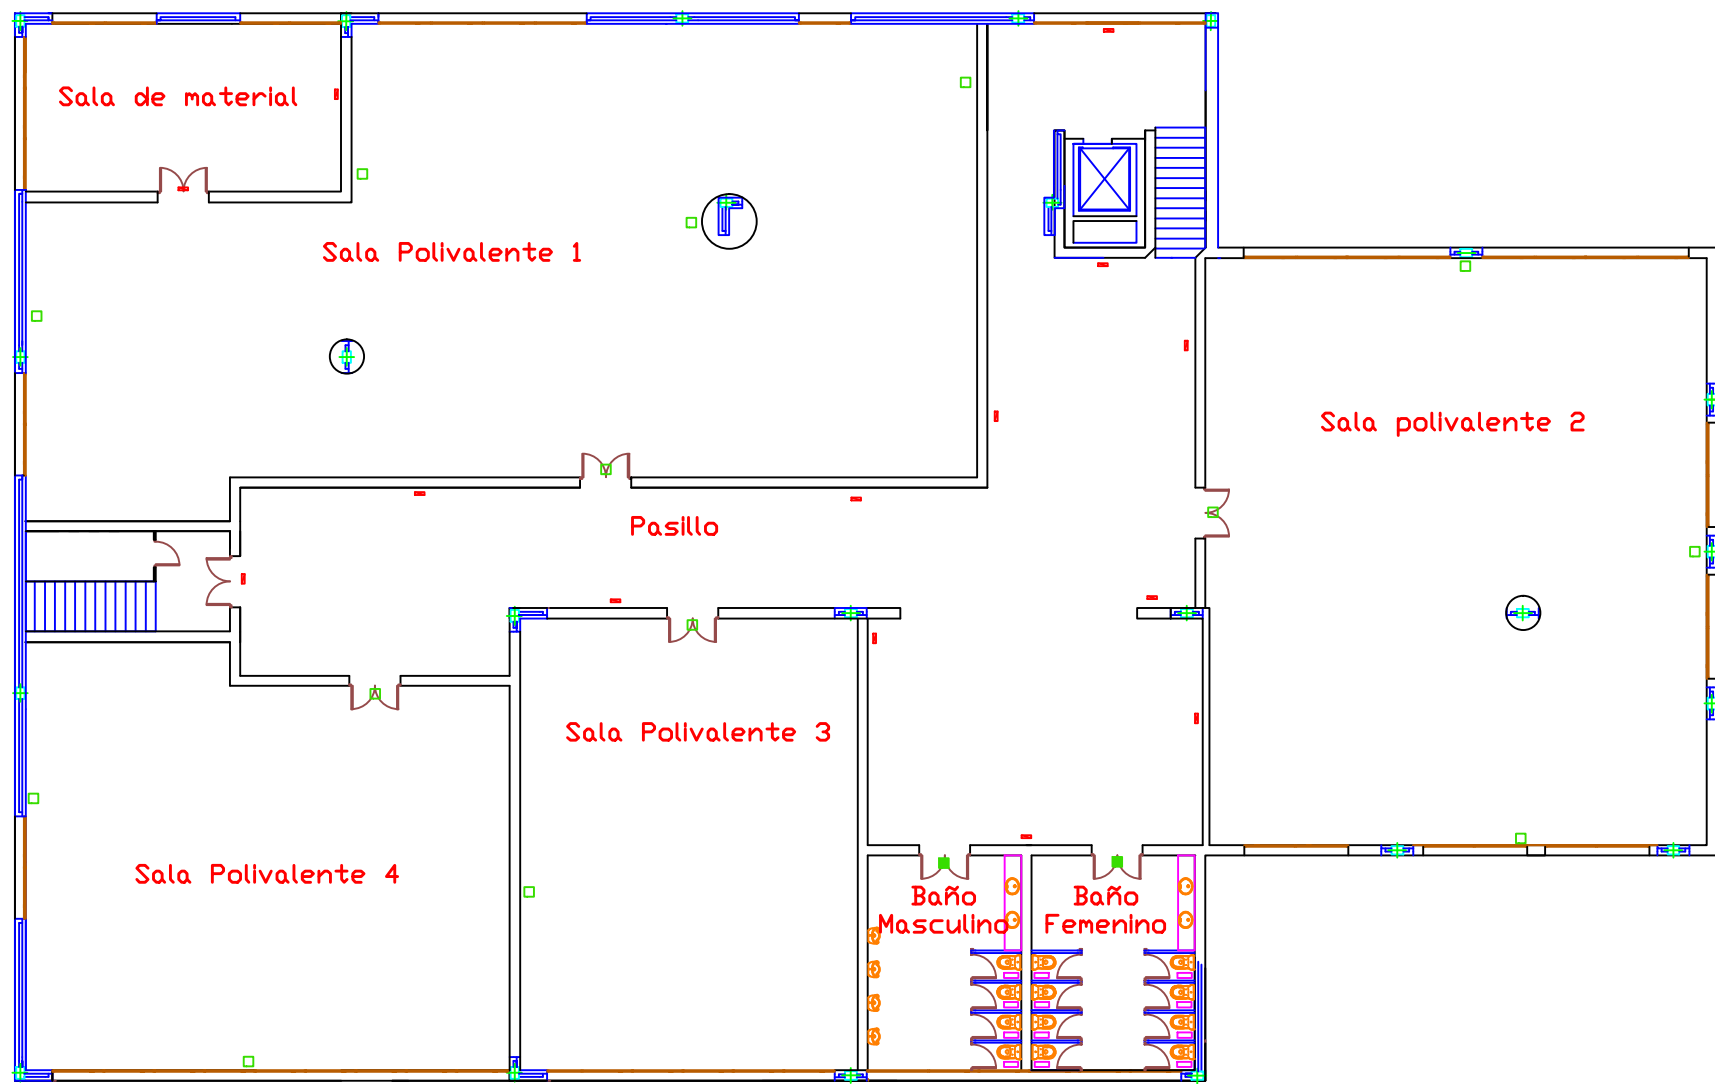 Sala de material
Sala Polivalente 1
Sala polivalente 2
Pasillo
Sala Polivalente 3
Sala Polivalente 4
Baño
Masculino
Baño
Femenino